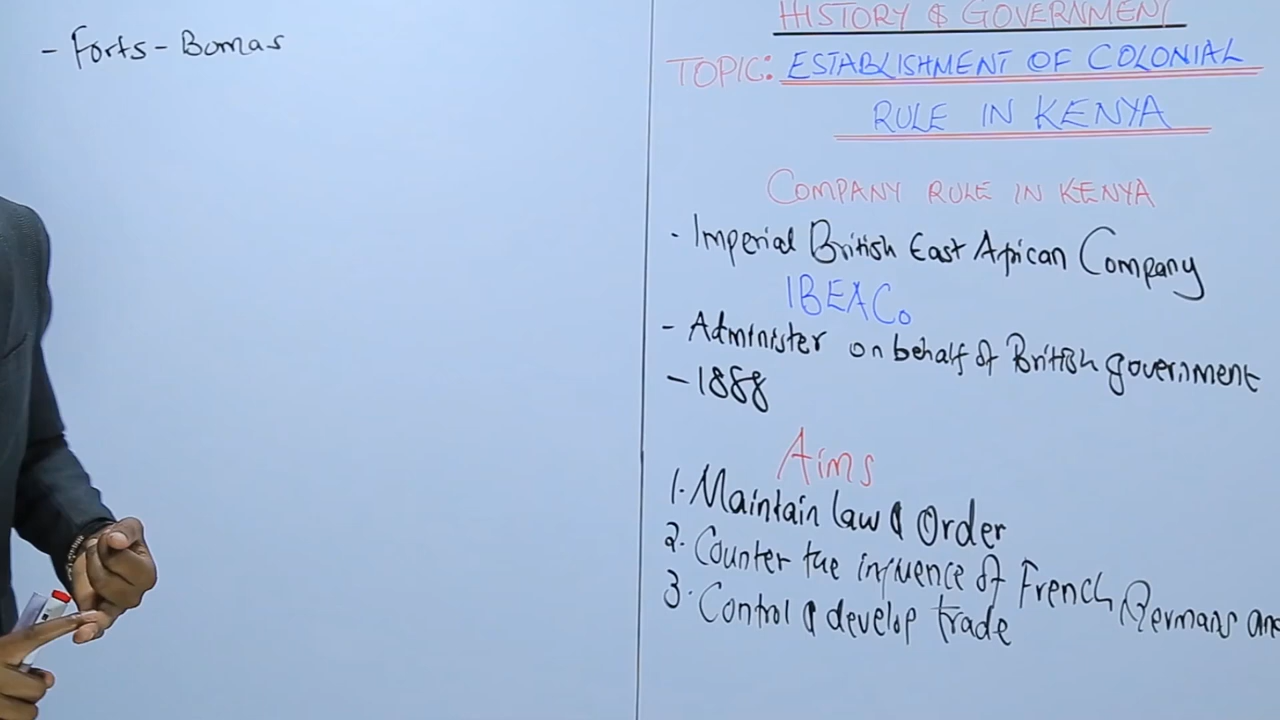 - Forts - Bomas
HISTORY & GOVERNMENT
TOPIC: ESTABLISHMENT OF COLONIAL
RULE IN KENYA
COMPANY RULE IN KENYA
- Imperial British East African Company
IBEACo
- Administer on behalf of British government
- 1888
Aims
1. Maintain law & Order
2. Counter the influence of French Germans and
3. Control & develop trade